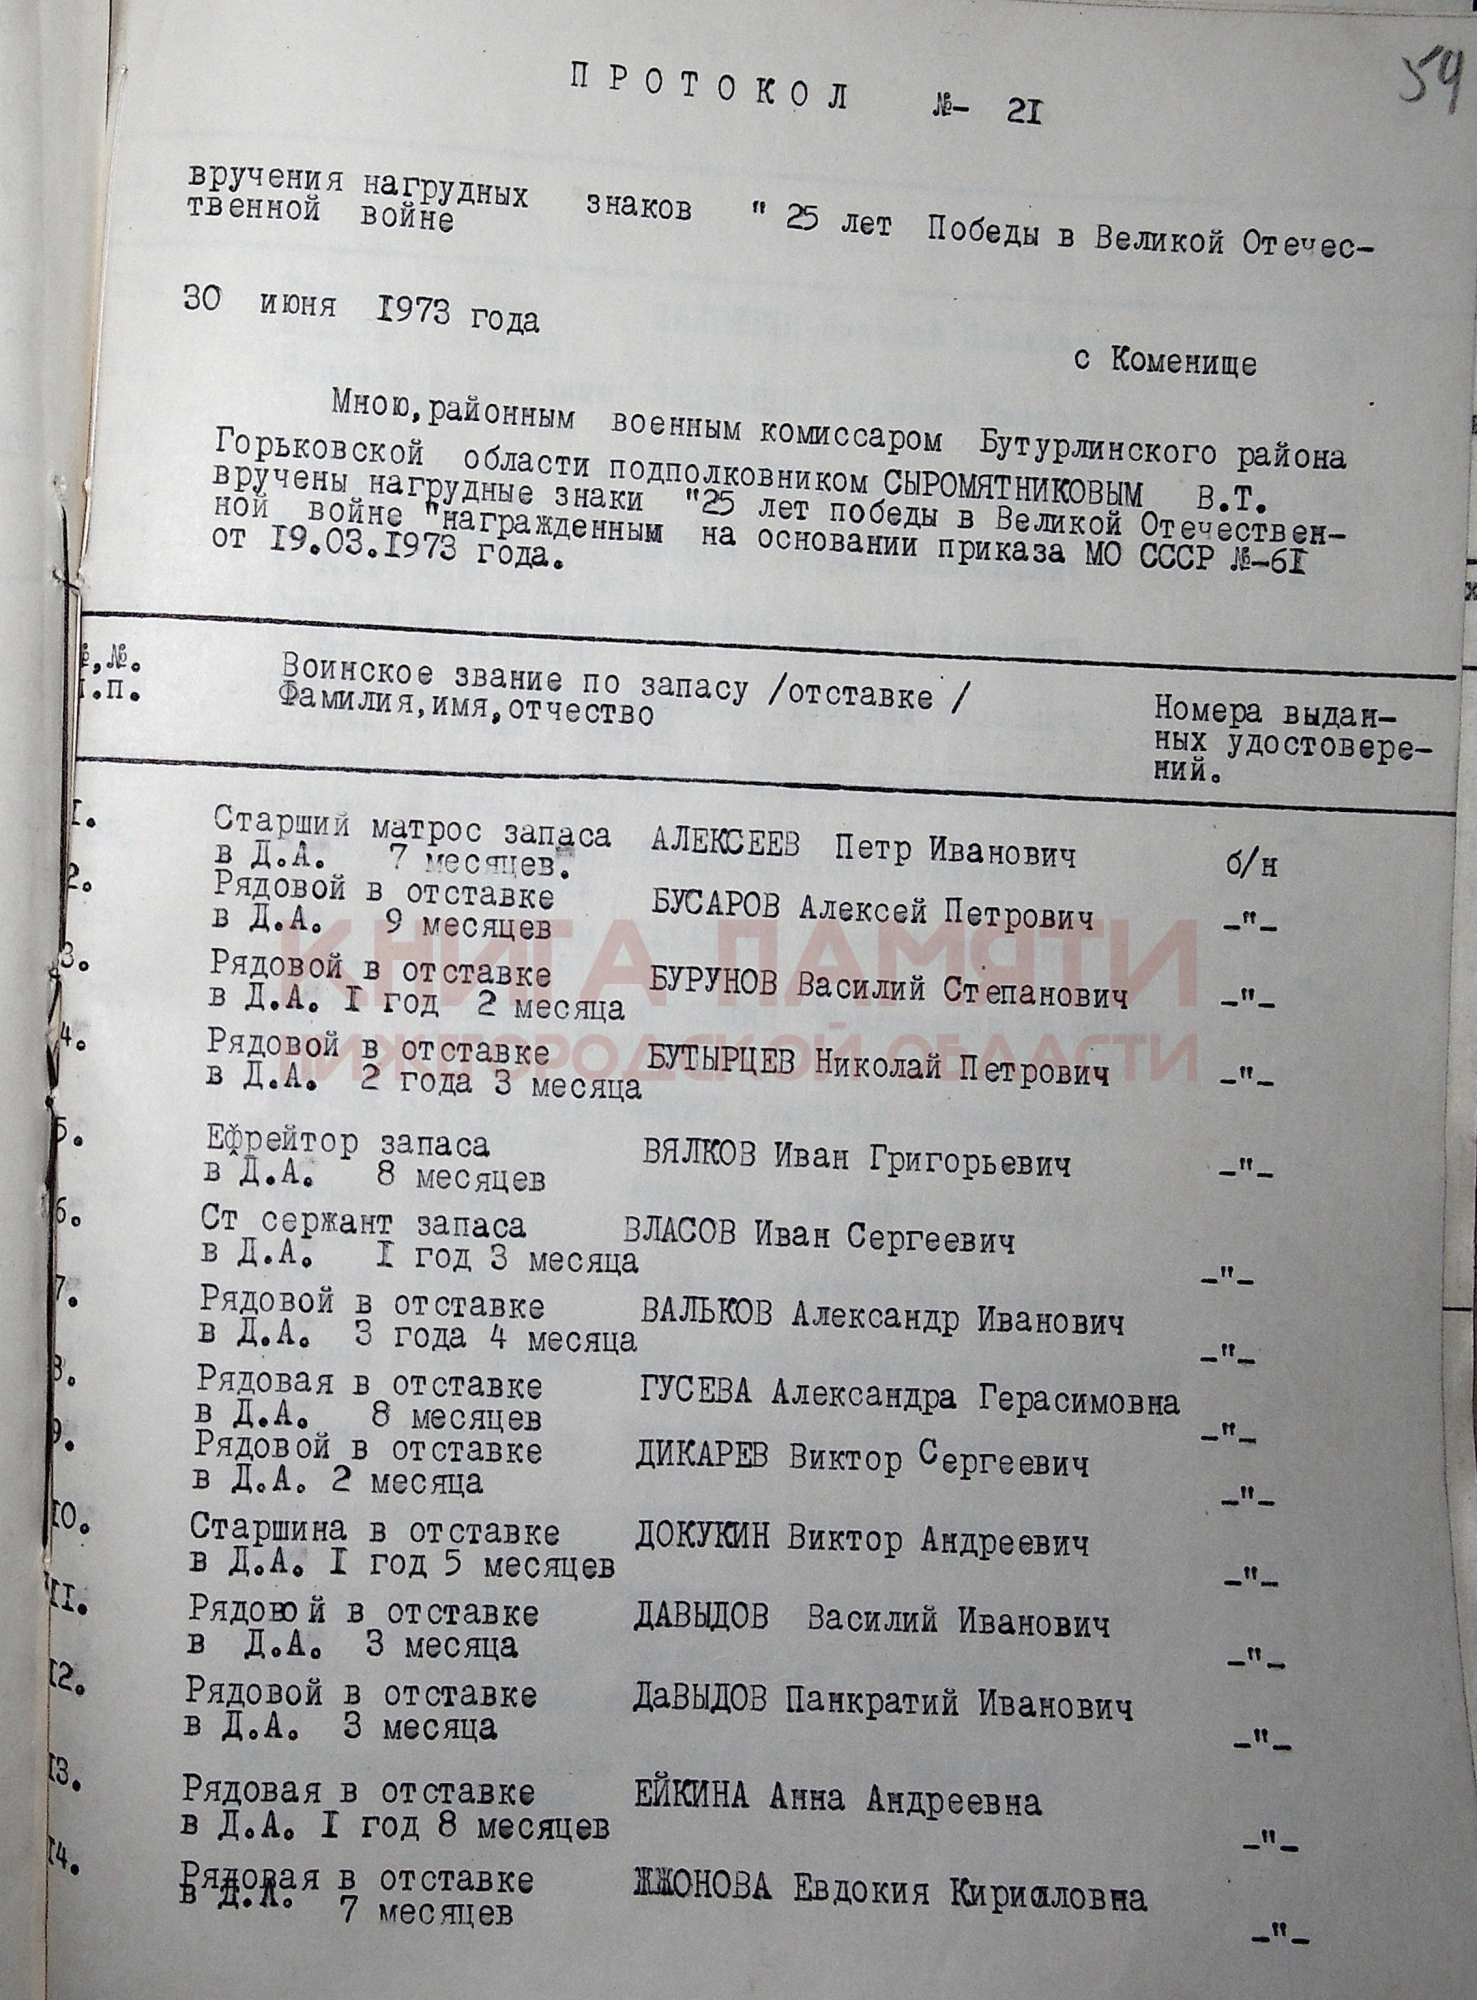 54
ПРОТОКОЛ №- 21
вручения нагрудных знаков " 25 лет Победы в Великой Отечес-
твенной войне
30 июня 1973 года
с Коменище
Мною,районным военным комиссаром Бутурлинского района
Горьковской области подполковником СЫРОМЯТНИКОВЫМ В.Т.
вручены нагрудные знаки "25 лет победы в Великой Отечествен-
ной войне "награжденным на основании приказа МО СССР №-61
от 19.03.1973 года.
№,№. Воинское звание по запасу /отставке /
п.п. Фамилия,имя,отчество
Номера выдан-
ных удостовере-
ний.
1. Старший матрос запаса АЛЕКСЕЕВ Петр Иванович б/н
в Д.А. 7 месяцев.
2. Рядовой в отставке БУСАРОВ Алексей Петрович -"-
в Д.А. 9 месяцев
КНИГА ПАМЯТИ
3. Рядовой в отставке БУРУНОВ Василий Степанович -"-
в Д.А. 1 год 2 месяца
НИЖЕГОРОДСКОЙ ОБЛАСТИ
4. Рядовой в отставке БУТЫРЦЕВ Николай Петрович -"-
в Д.А. 2 года 3 месяца
5. Ефрейтор запаса ВЯЛКОВ Иван Григорьевич -"-
в Д.А. 8 месяцев
6. Ст сержант запаса ВЛАСОВ Иван Сергеевич
в Д.А. 1 год 3 месяца -"-
7. Рядовой в отставке ВАЛЬКОВ Александр Иванович
в Д.А. 3 года 4 месяца -"-
8. Рядовая в отставке ГУСЕВА Александра Герасимовна
в Д.А. 8 месяцев -"-
9. Рядовой в отставке ДИКАРЕВ Виктор Сергеевич
в Д.А. 2 месяца -"-
10. Старшина в отставке ДОКУКИН Виктор Андреевич
в Д.А. 1 год 5 месяцев -"-
11. Рядовой в отставке ДАВЫДОВ Василий Иванович
в Д.А. 3 месяца -"-
12. Рядовой в отставке ДаВЫДОВ Панкратий Иванович
в Д.А. 3 месяца -"-
13. Рядовая в отставке ЕЙКИНА Анна Андреевна
в Д.А. 1 год 8 месяцев -"-
14. Рядовая в отставке ЖЖОНОВА Евдокия Кирилловна
в Д.А. 7 месяцев -"-